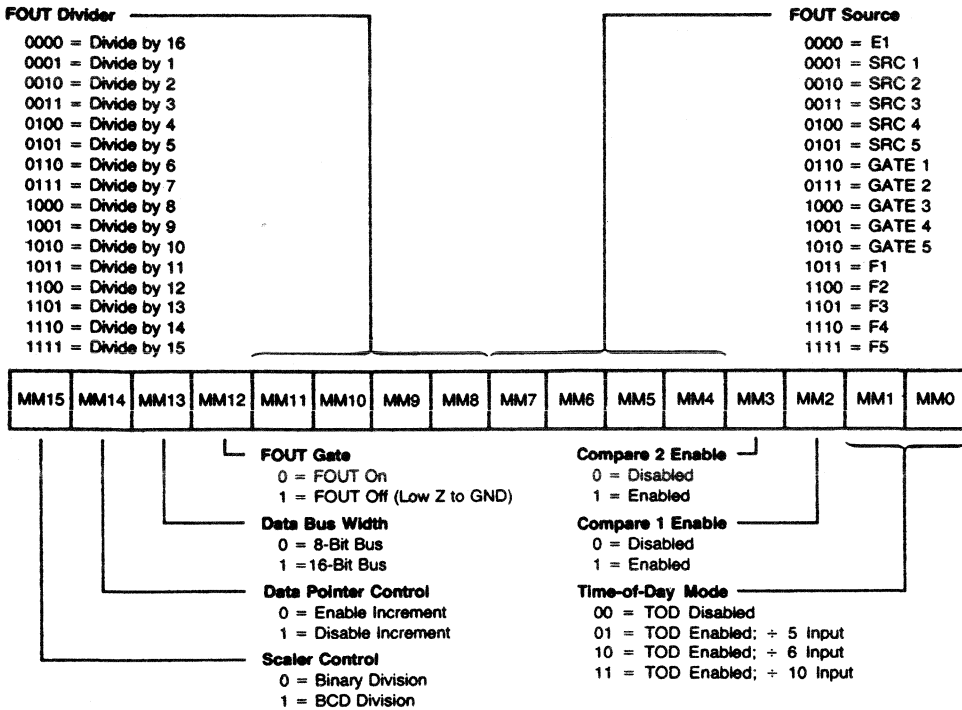 FOUT Divider
0000 = Divide by 16
0001 = Divide by 1
0010 = Divide by 2
0011 = Divide by 3
0100 = Divide by 4
0101 = Divide by 5
0110 = Divide by 6
0111 = Divide by 7
1000 = Divide by 8
1001 = Divide by 9
1010 = Divide by 10
1011 = Divide by 11
1100 = Divide by 12
1101 = Divide by 13
1110 = Divide by 14
1111 = Divide by 15
FOUT Source
0000 = E1
0001 = SRC 1
0010 = SRC 2
0011 = SRC 3
0100 = SRC 4
0101 = SRC 5
0110 = GATE 1
0111 = GATE 2
1000 = GATE 3
1001 = GATE 4
1010 = GATE 5
1011 = F1
1100 = F2
1101 = F3
1110 = F4
1111 = F5
MM15 MM14 MM13 MM12 MM11 MM10 MM9 MM8 MM7 MM6 MM5 MM4 MM3 MM2 MM1 MM0
FOUT Gate
0 = FOUT On
1 = FOUT Off (Low Z to GND)
Data Bus Width
0 = 8-Bit Bus
1 =16-Bit Bus
Data Pointer Control
0 = Enable Increment
1 = Disable Increment
Scaler Control
0 = Binary Division
1 = BCD Division
Compare 2 Enable
0 = Disabled
1 = Enabled
Compare 1 Enable
0 = Disabled
1 = Enabled
Time-of-Day Mode
00 = TOD Disabled
01 = TOD Enabled; ÷ 5 Input
10 = TOD Enabled; ÷ 6 Input
11 = TOD Enabled; ÷ 10 Input